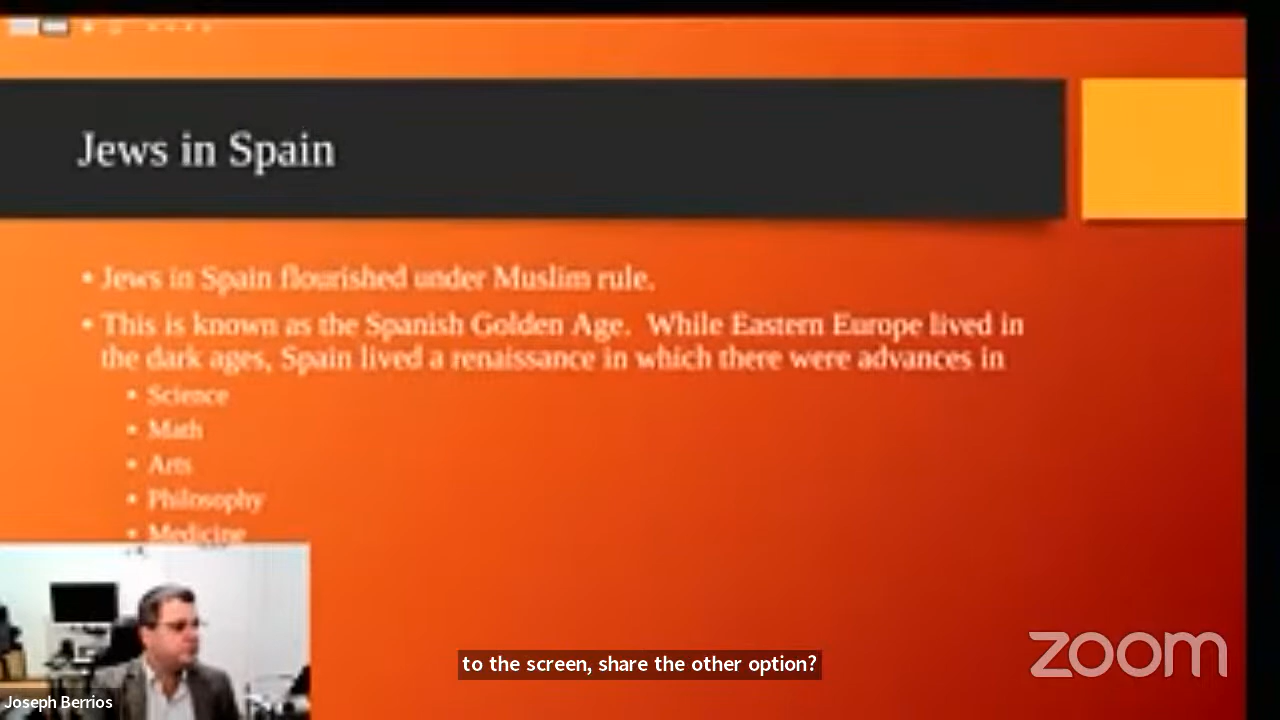 Jews in Spain
• Jews in Spain flourished under Muslim rule.
• This is known as the Spanish Golden Age.  While Eastern Europe lived in
the dark ages, Spain lived a renaissance in which there were advances in
• Science
• Math
• Arts
• Philosophy
• Medicine
to the screen, share the other option?
zoom
Joseph Berrios